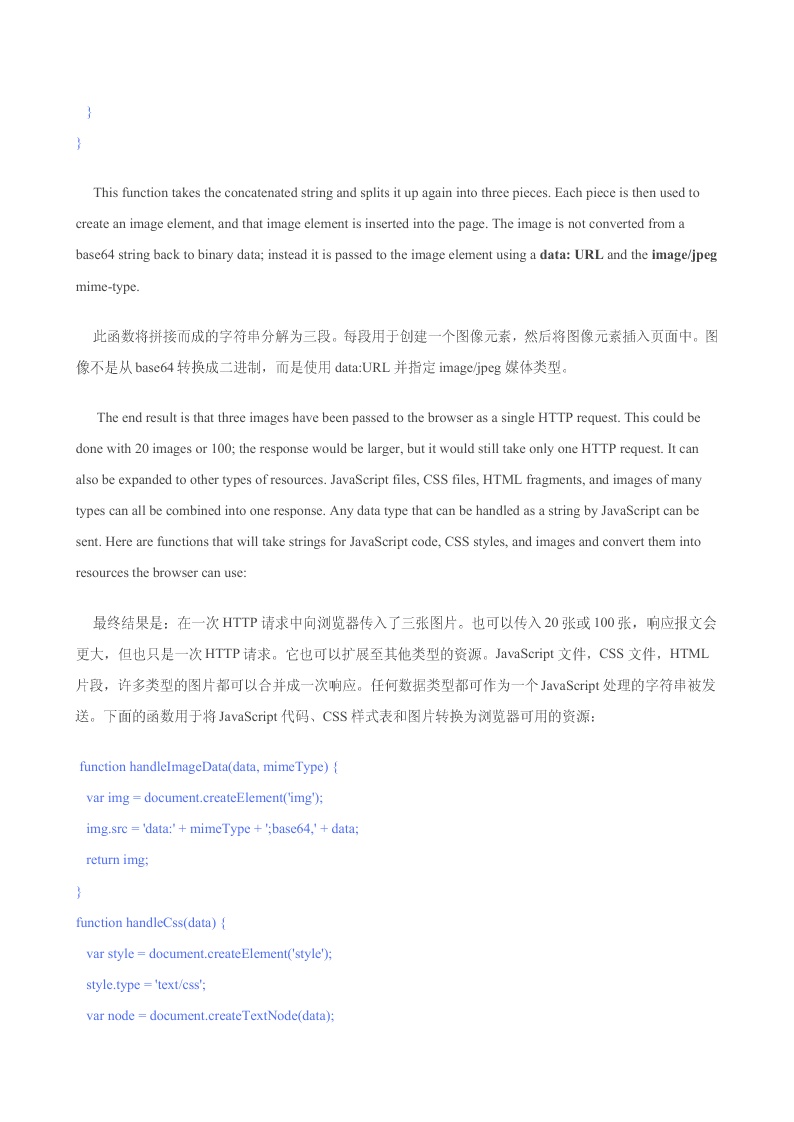 }
}
This function takes the concatenated string and splits it up again into three pieces. Each piece is then used to
create an image element, and that image element is inserted into the page. The image is not converted from a
base64 string back to binary data; instead it is passed to the image element using a data: URL and the image/jpeg
mime-type.
此函数将拼接而成的字符串分解为三段。每段用于创建一个图像元素，然后将图像元素插入页面中。图
像不是从 base64 转换成二进制，而是使用 data:URL 并指定 image/jpeg 媒体类型。
The end result is that three images have been passed to the browser as a single HTTP request. This could be
done with 20 images or 100; the response would be larger, but it would still take only one HTTP request. It can
also be expanded to other types of resources. JavaScript files, CSS files, HTML fragments, and images of many
types can all be combined into one response. Any data type that can be handled as a string by JavaScript can be
sent. Here are functions that will take strings for JavaScript code, CSS styles, and images and convert them into
resources the browser can use:
最终结果是：在一次 HTTP 请求中向浏览器传入了三张图片。也可以传入 20 张或 100 张，响应报文会
更大，但也只是一次 HTTP 请求。它也可以扩展至其他类型的资源。JavaScript 文件，CSS 文件，HTML
片段，许多类型的图片都可以合并成一次响应。任何数据类型都可作为一个 JavaScript 处理的字符串被发
送。下面的函数用于将 JavaScript 代码、CSS 样式表和图片转换为浏览器可用的资源：
function handleImageData(data, mimeType) {
var img = document.createElement('img');
img.src = 'data:' + mimeType + ';base64,' + data;
return img;
}
function handleCss(data) {
var style = document.createElement('style');
style.type = 'text/css';
var node = document.createTextNode(data);